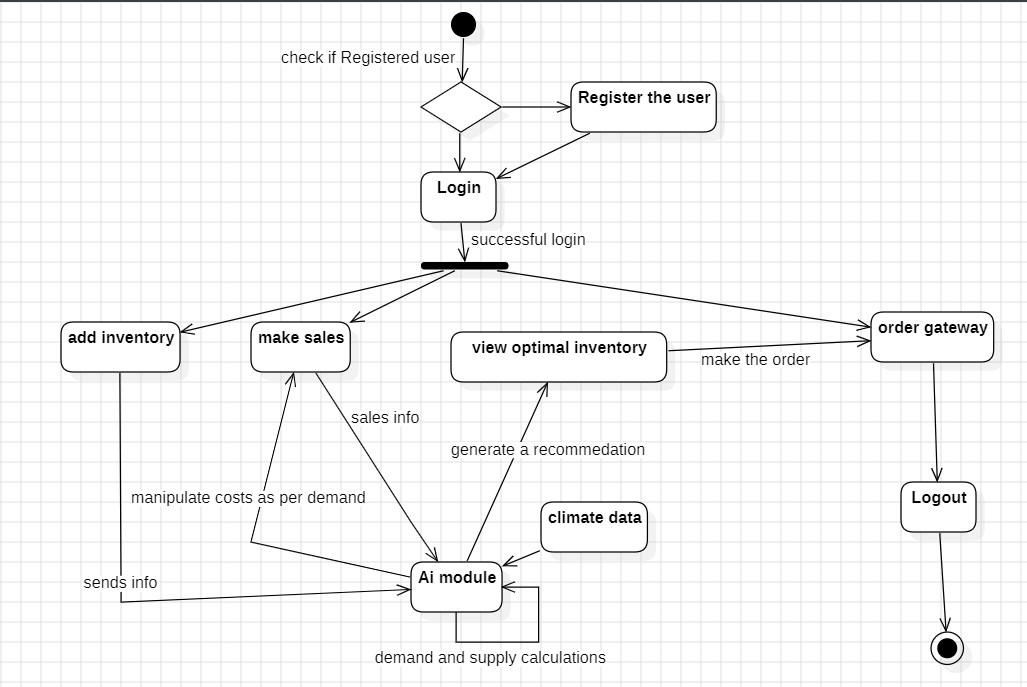 check if Registered user
Register the user
Login
successful login
add inventory
make sales
view optimal inventory
order gateway
make the order
sales info
generate a recommedation
manipulate costs as per demand
Logout
climate data
Ai module
sends info
demand and supply calculations